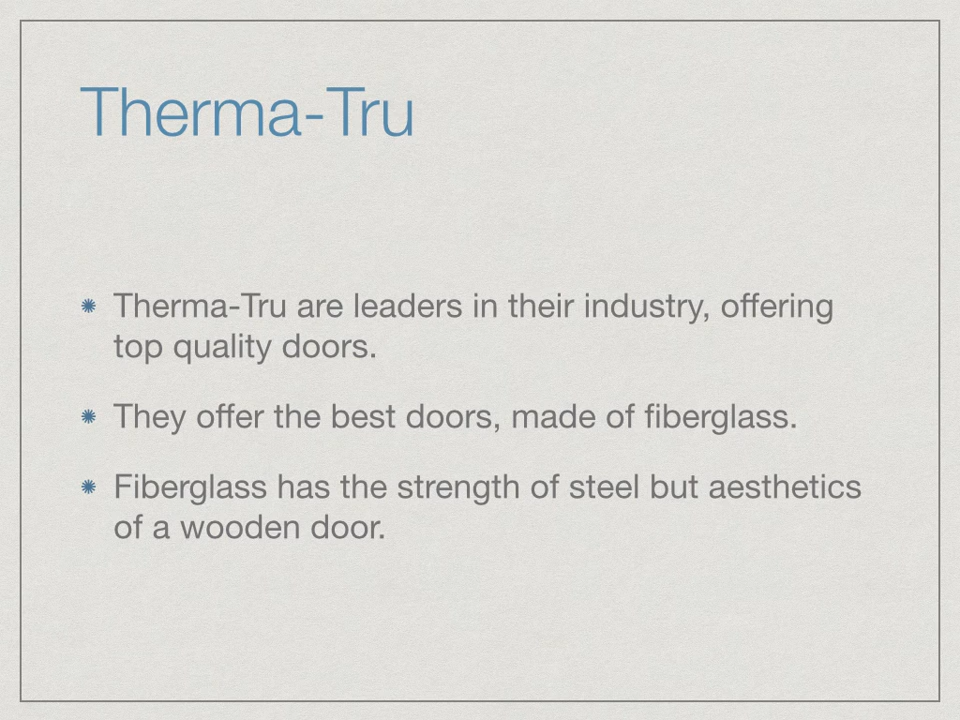 Therma-Tru
Therma-Tru are leaders in their industry, offering
top quality doors.
They offer the best doors, made of fiberglass.
Fiberglass has the strength of steel but aesthetics
of a wooden door.